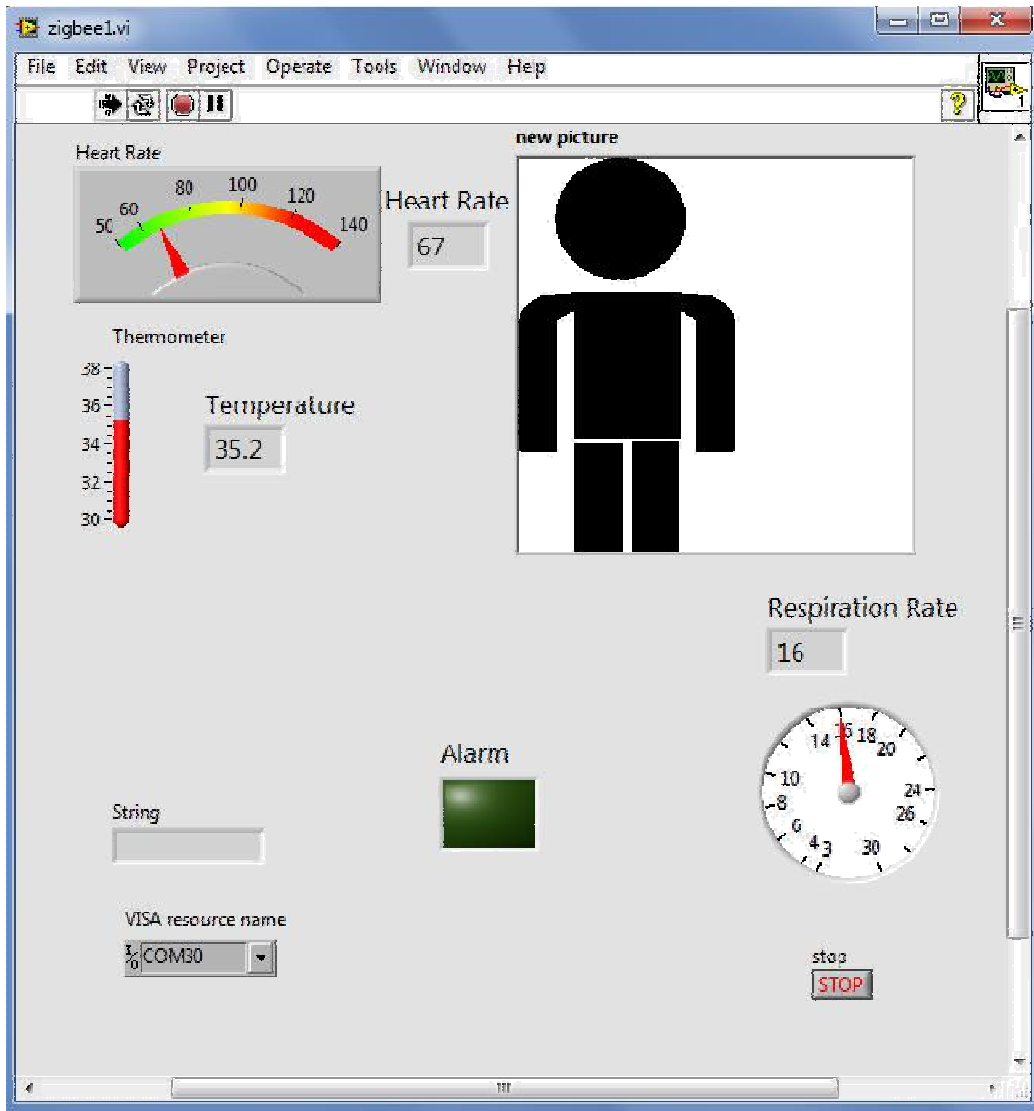 zigbee1.vi
File Edit View Project Operate Tools Window Help
1
new picture
Heart Rate
50 60 80 100 120 140
Heart Rate
67
Thermometer
38
36
34
32
30
Temperature
35.2
Respiration Rate
16
3 4 6 8 10 14 16 18 20 24 26 30
Alarm
String
VISA resource name
I/O COM30
stop
STOP